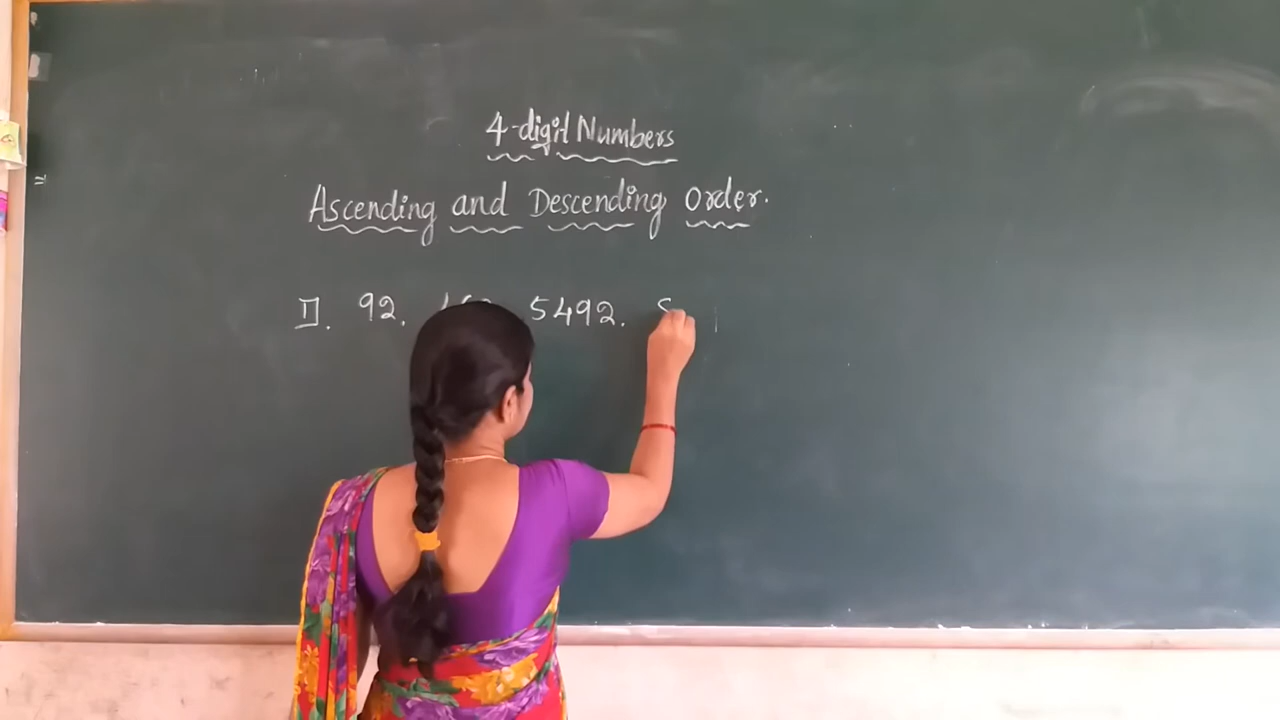 4-digit Numbers
Ascending and Descending Order.
II. 92. 5492.